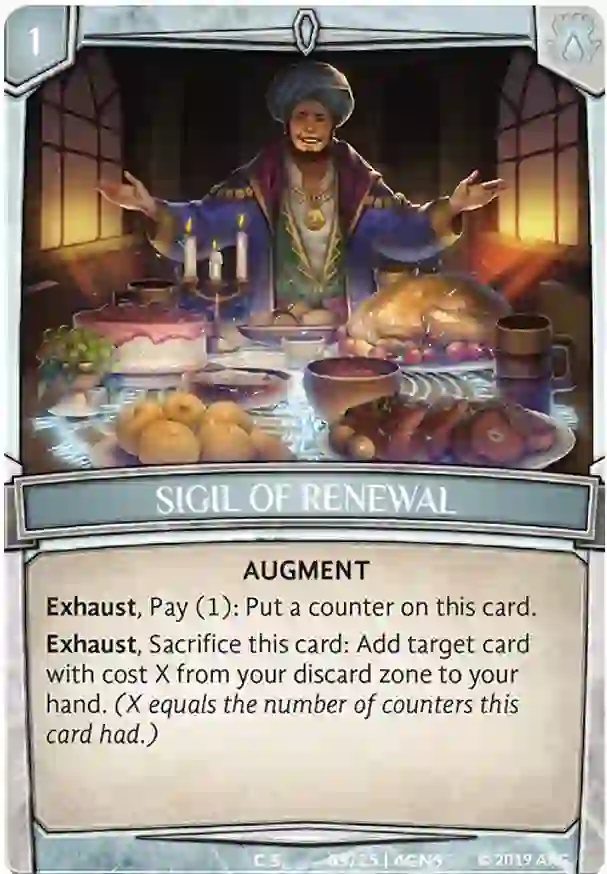 1
SIGIL OF RENEWAL
AUGMENT
Exhaust, Pay (1): Put a counter on this card.
Exhaust, Sacrifice this card: Add target card
with cost X from your discard zone to your
hand. (X equals the number of counters this
card had.)
© 2019